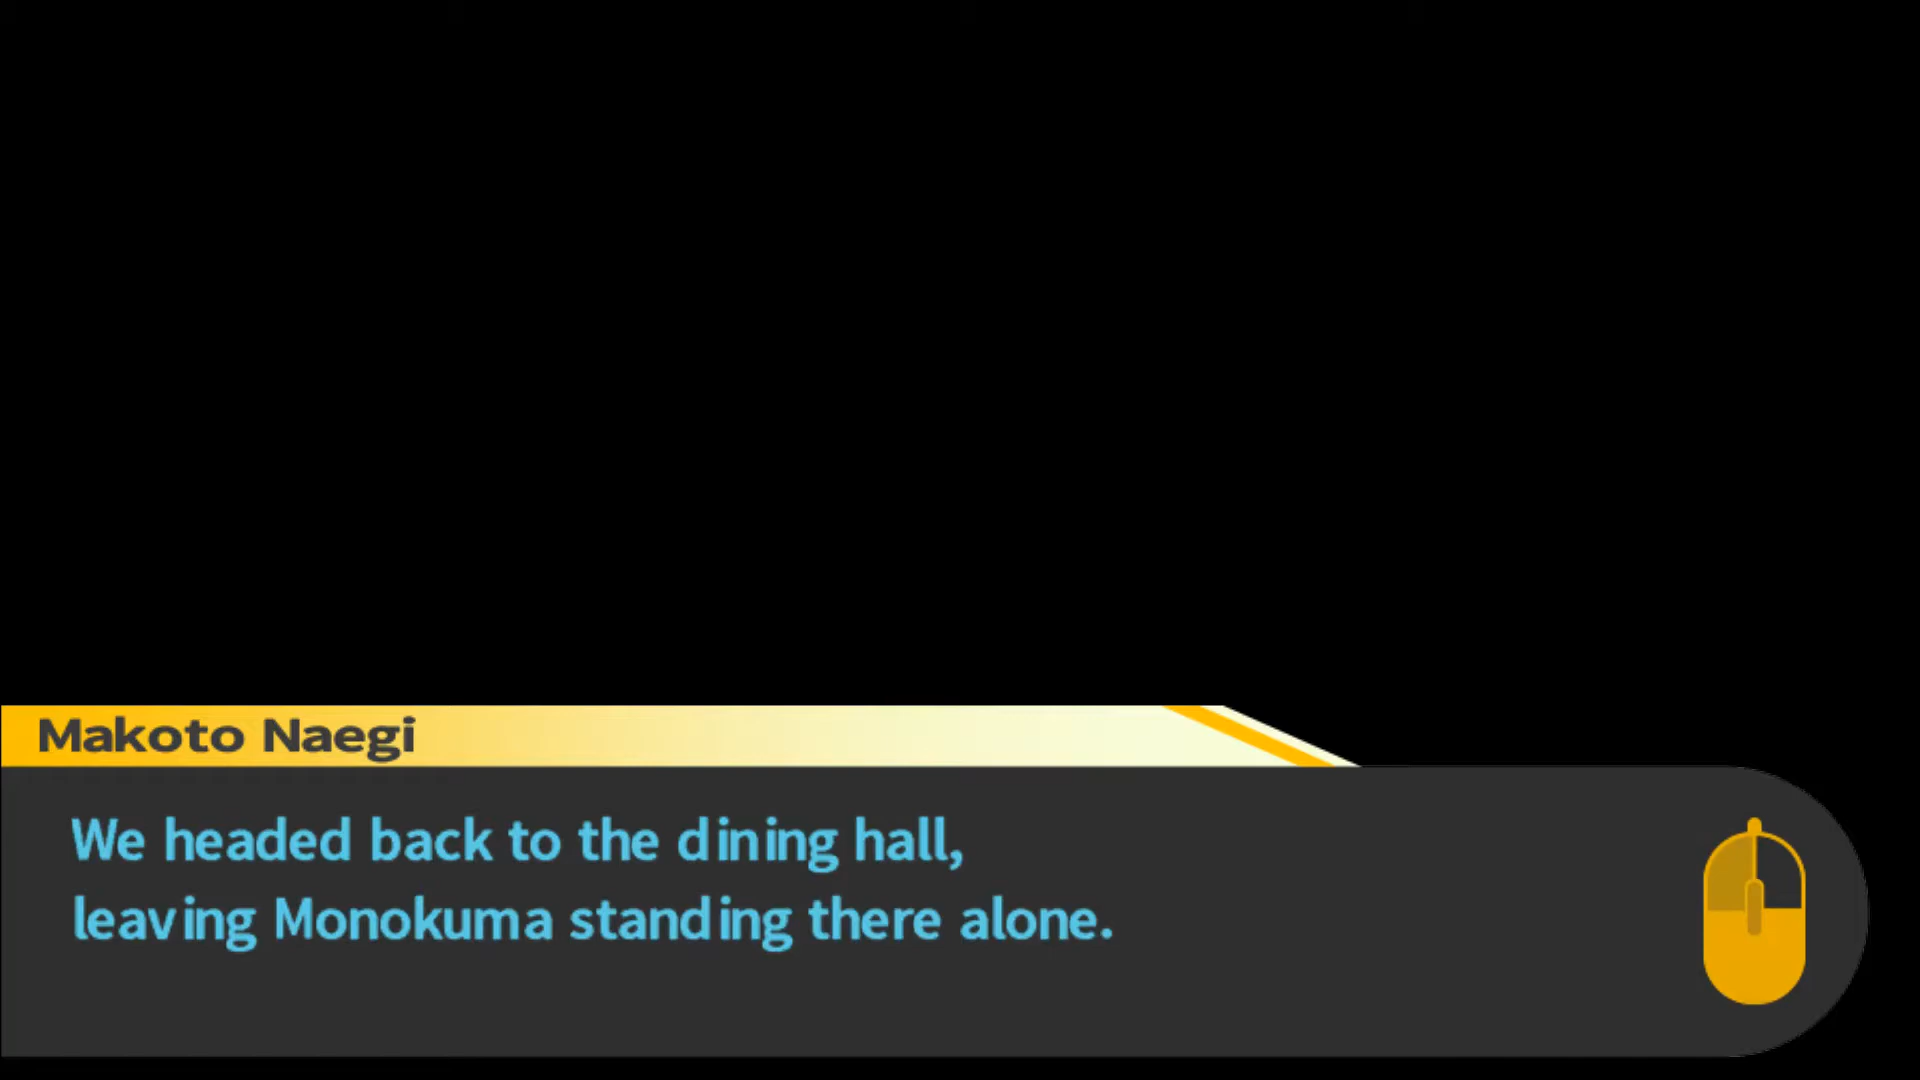 Makoto Naegi
We headed back to the dining hall,
leaving Monokuma standing there alone.